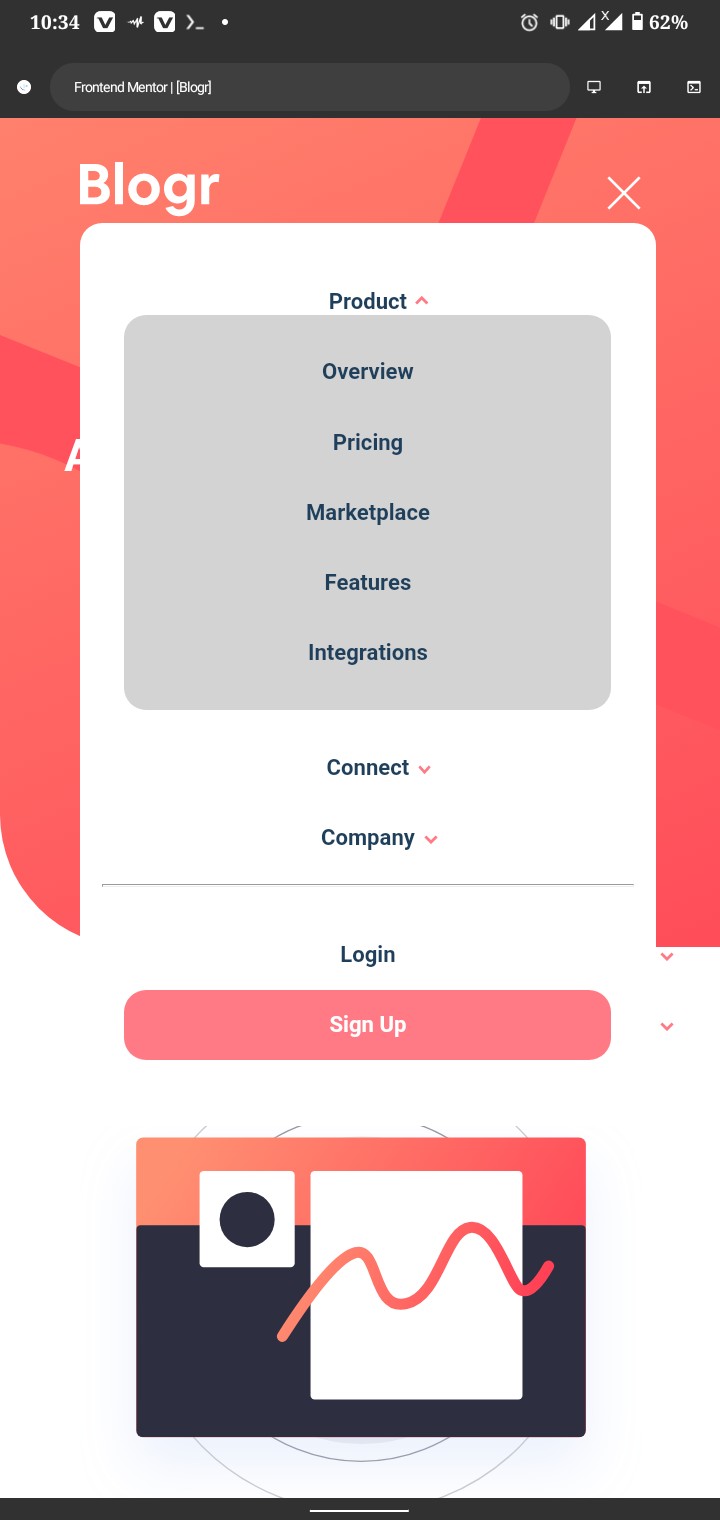 10:34
62%
Frontend Mentor | [Blogr]
Blogr
Product
Overview
Pricing
Marketplace
Features
Integrations
A
Connect
Company
Login
Sign Up